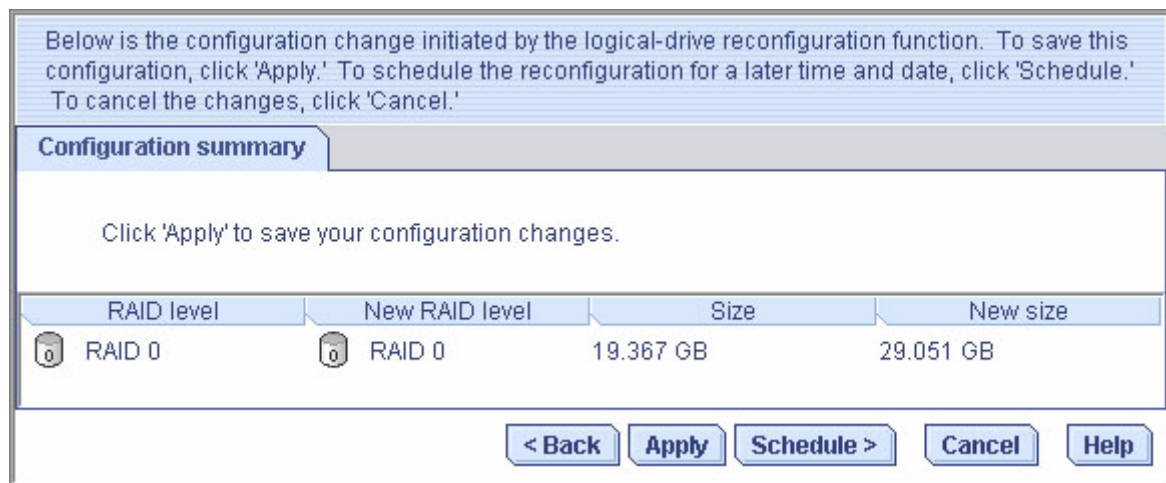 Below is the configuration change initiated by the logical-drive reconfiguration function. To save this
configuration, click 'Apply.' To schedule the reconfiguration for a later time and date, click 'Schedule.'
To cancel the changes, click 'Cancel.'
Configuration summary
Click 'Apply' to save your configuration changes.
RAID level New RAID level Size New size
0 RAID 0 0 RAID 0 19.367 GB 29.051 GB
< Back Apply Schedule > Cancel Help